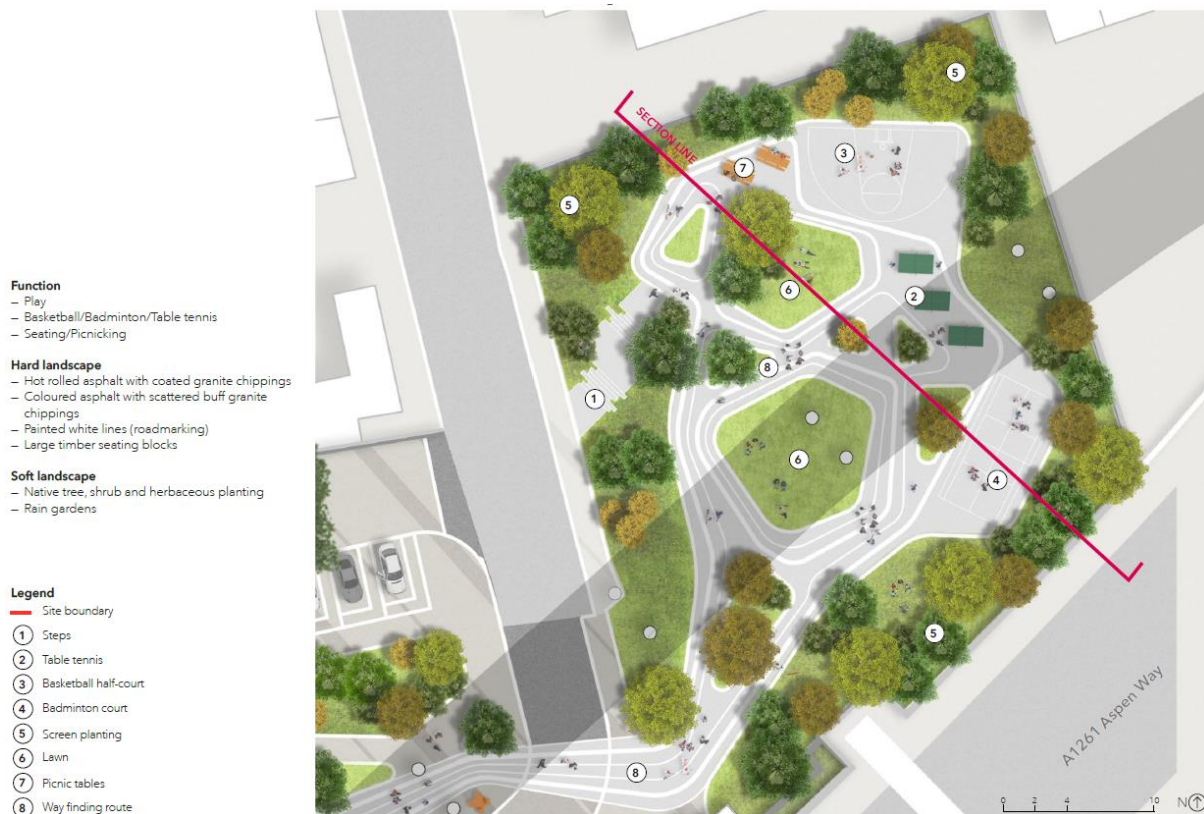 Function
– Play
– Basketball/Badminton/Table tennis
– Seating/Picnicking
Hard landscape
– Hot rolled asphalt with coated granite chippings
– Coloured asphalt with scattered buff granite
chippings
– Painted white lines (roadmarking)
– Large timber seating blocks
Soft landscape
– Native tree, shrub and herbaceous planting
– Rain gardens
Legend
Site boundary
1 Steps
2 Table tennis
3 Basketball half-court
4 Badminton court
5 Screen planting
6 Lawn
7 Picnic tables
8 Way finding route
SECTION LINE
5
3
7
5
6
2
8
1
6
4
5
8
A1261 Aspen Way
0 2 4 10 N